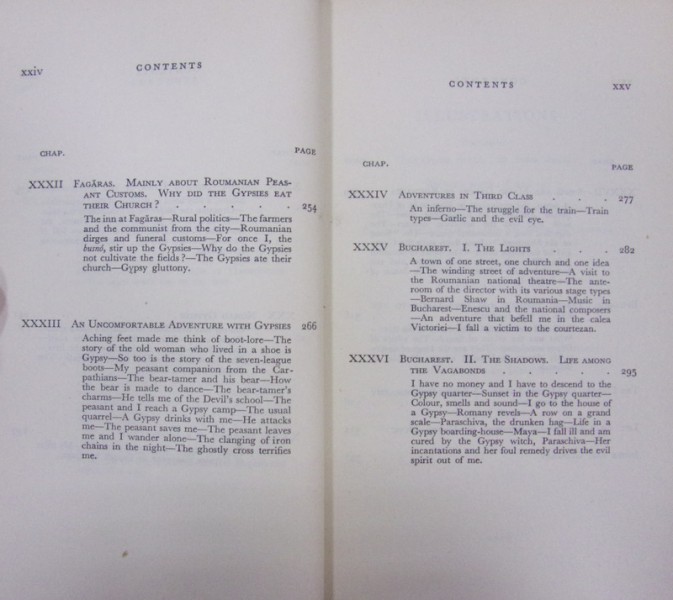 xxiv
CONTENTS
CHAP.
PAGE
XXXII FAGĂRAS. MAINLY ABOUT ROUMANIAN PEAS-
ANT CUSTOMS. WHY DID THE GYPSIES EAT
THEIR CHURCH ? . . . . . 254
The inn at Fagăras—Rural politics—The farmers
and the communist from the city—Roumanian
dirges and funeral customs—For once I, the
busnó, stir up the Gypsies—Why do the Gypsies
not cultivate the fields ?—The Gypsies ate their
church—Gypsy gluttony.
XXXIII AN UNCOMFORTABLE ADVENTURE WITH GYPSIES 266
Aching feet made me think of boot-lore—The
story of the old woman who lived in a shoe is
Gypsy—So too is the story of the seven-league
boots—My peasant companion from the Car-
pathians—The bear-tamer and his bear—How
the bear is made to dance—The bear-tamer's
charms—He tells me of the Devil's school—The
peasant and I reach a Gypsy camp—The usual
quarrel—A Gypsy drinks with me—He attacks
me—The peasant saves me—The peasant leaves
me and I wander alone—The clanging of iron
chains in the night—The ghostly cross terrifies
me.
CONTENTS
xxv
CHAP.
PAGE
XXXIV ADVENTURES IN THIRD CLASS . . . 277
An inferno—The struggle for the train—Train
types—Garlic and the evil eye.
XXXV BUCHAREST. I. THE LIGHTS . . . 282
A town of one street, one church and one idea
—The winding street of adventure—A visit to
the Roumanian national theatre—The ante-
room of the director with its various stage types
—Bernard Shaw in Roumania—Music in
Bucharest—Enescu and the national composers
—An adventure that befell me in the calea
Victoriei—I fall a victim to the courtezan.
XXXVI BUCHAREST. II. THE SHADOWS. LIFE AMONG
THE VAGABONDS . . . . . 295
I have no money and I have to descend to the
Gypsy quarter—Sunset in the Gypsy quarter—
Colour, smells and sound—I go to the house of
a Gypsy—Romany revels—A row on a grand
scale—Paraschiva, the drunken hag—Life in a
Gypsy boarding-house—Maya—I fall ill and am
cured by the Gypsy witch, Paraschiva—Her
incantations and her foul remedy drives the evil
spirit out of me.